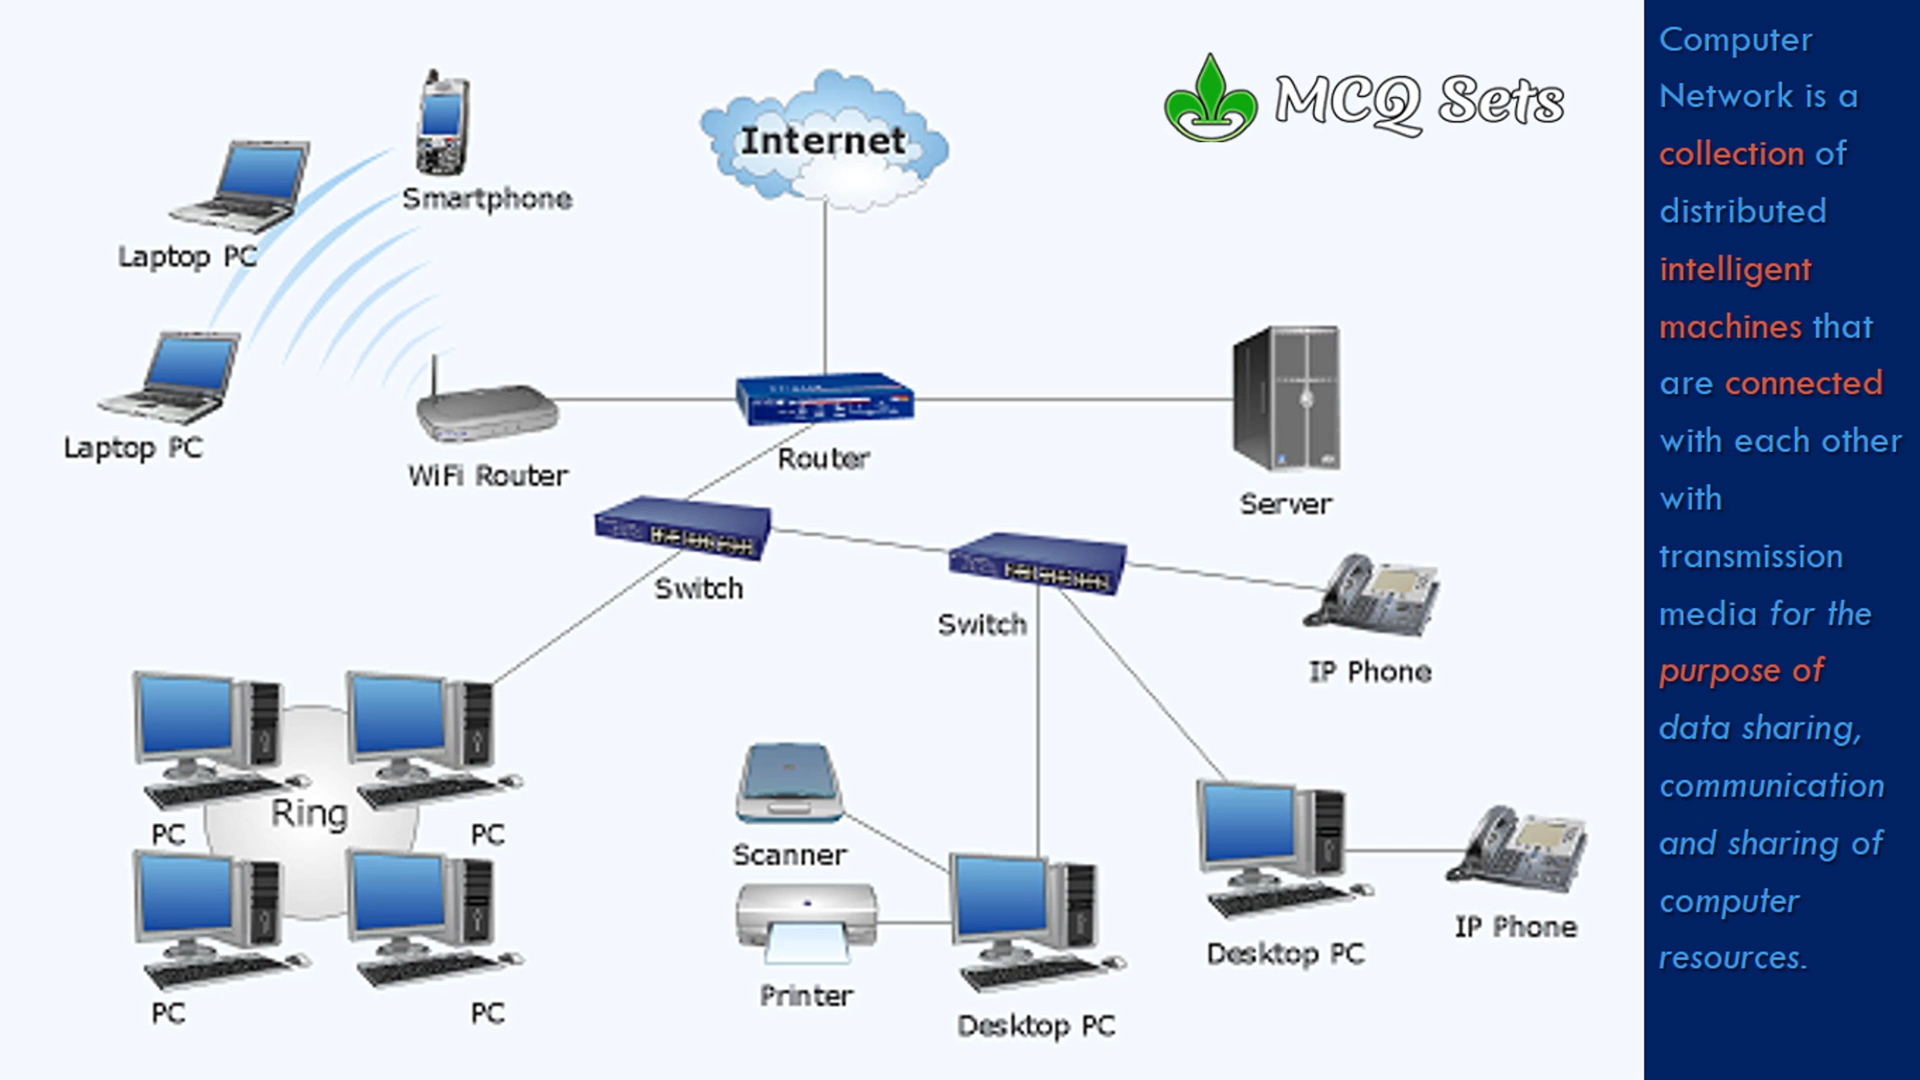 MCQ Sets
Internet
Smartphone
Laptop PC
Laptop PC
WiFi Router
Router
Server
Switch
Switch
IP Phone
Ring
PC
PC
PC
PC
Scanner
Printer
Desktop PC
Desktop PC
IP Phone
Computer
Network is a
collection of
distributed
intelligent
machines that
are connected
with each other
with
transmission
media for the
purpose of
data sharing,
communication
and sharing of
computer
resources.